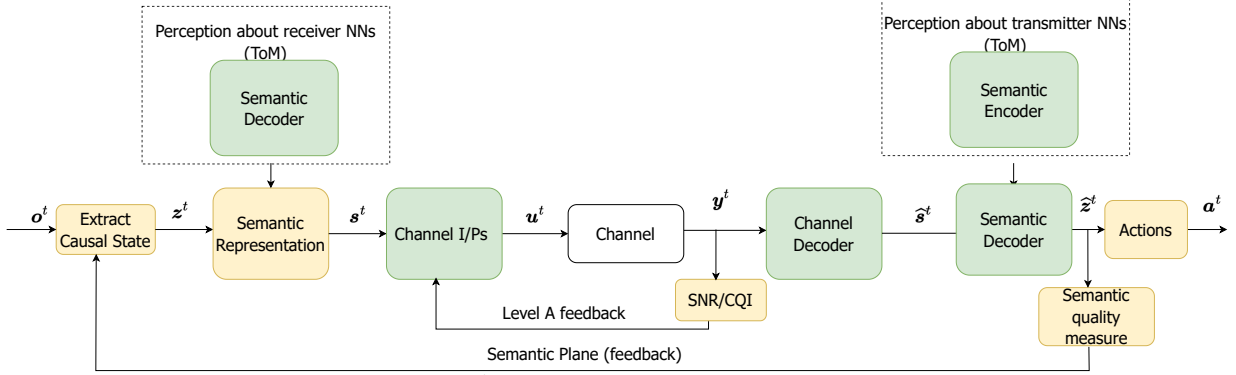 Perception about receiver NNs
(ToM)
Semantic
Decoder
Perception about transmitter NNs
(ToM)
Semantic
Encoder
o^t
Extract
Causal State
z^t
Semantic
Representation
s^t
Channel I/Ps
u^t
Channel
y^t
Channel
Decoder
ŝ^t
Semantic
Decoder
ẑ^t
Actions
a^t
SNR/CQI
Level A feedback
Semantic
quality
measure
Semantic Plane (feedback)